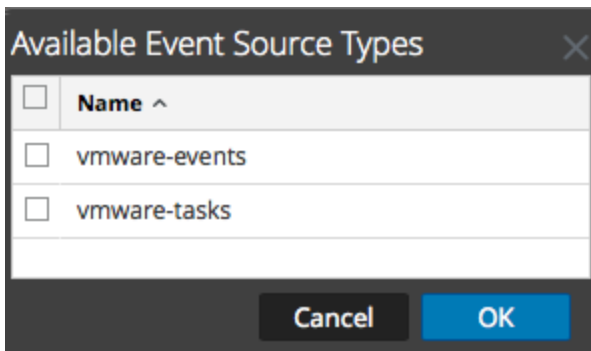 Available Event Source Types
Name
vmware-events
vmware-tasks
Cancel OK